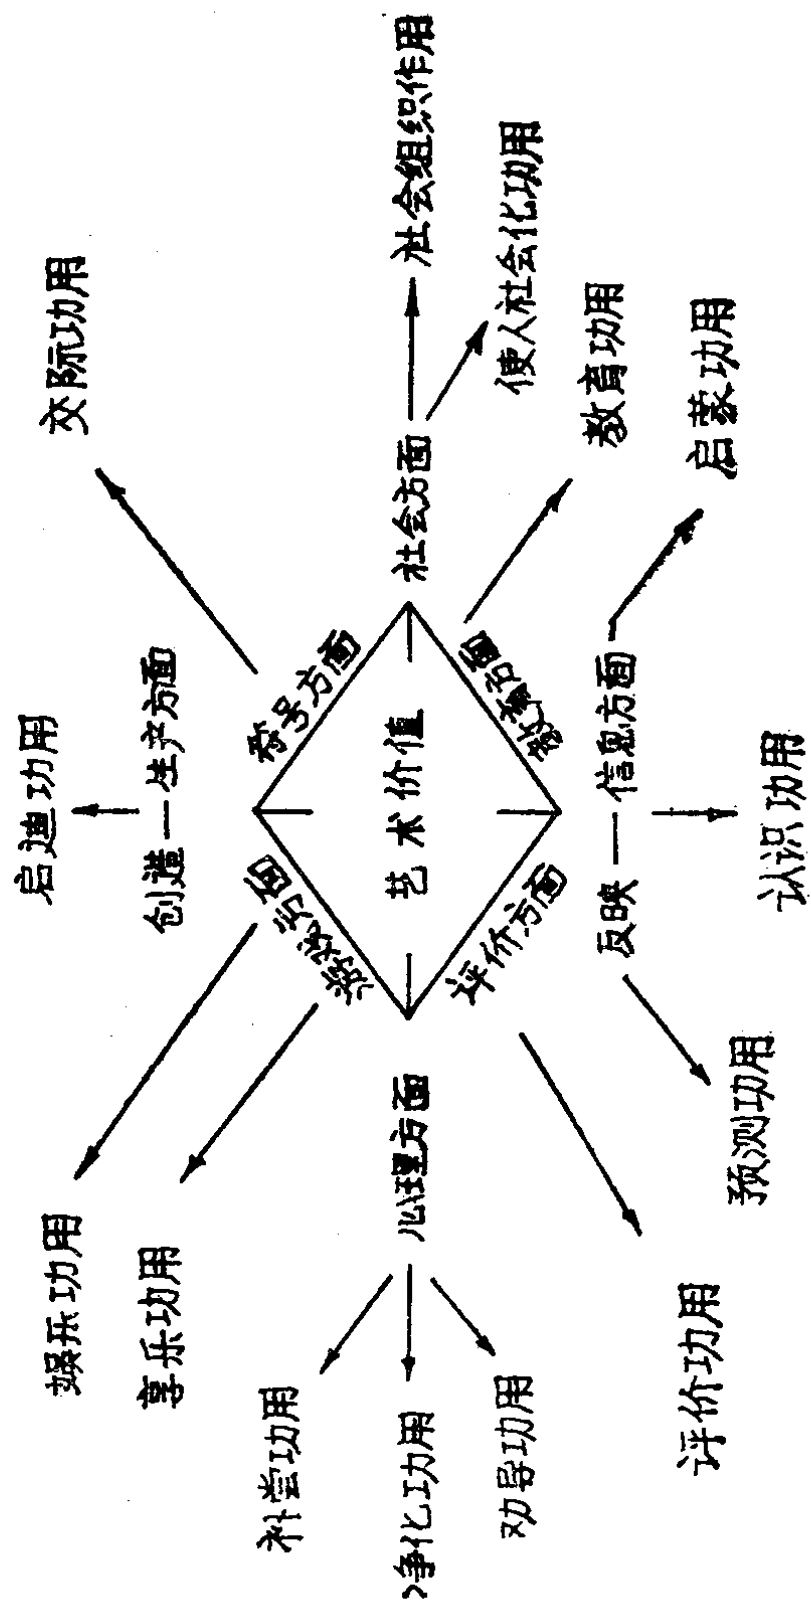 启迪功用
创造—生产方面
娱乐功用
享乐功用
交际功用
游戏方面
符号方面
补偿功用
净化功用
劝导功用
心理方面
艺术价值
社会方面
社会组织作用
使人社会化功用
评价方面
教育方面
教育功用
反映—信息方面
启蒙功用
评价功用
预测功用
认识功用